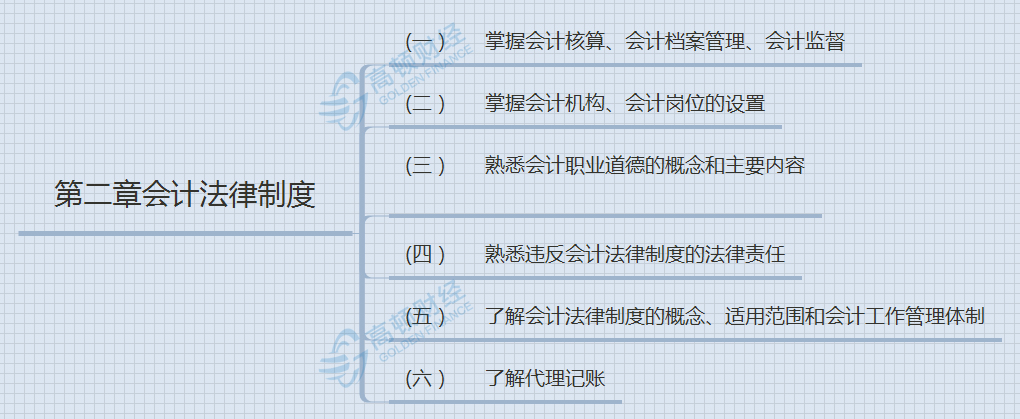 第二章会计法律制度
(一） 掌握会计核算、会计档案管理、会计监督
(二） 掌握会计机构、会计岗位的设置
(三） 熟悉会计职业道德的概念和主要内容
(四） 熟悉违反会计法律制度的法律责任
(五） 了解会计法律制度的概念、适用范围和会计工作管理体制
(六） 了解代理记账
高顿财经
GOLDEN FINANCE
高顿财经
GOLDEN FINANCE